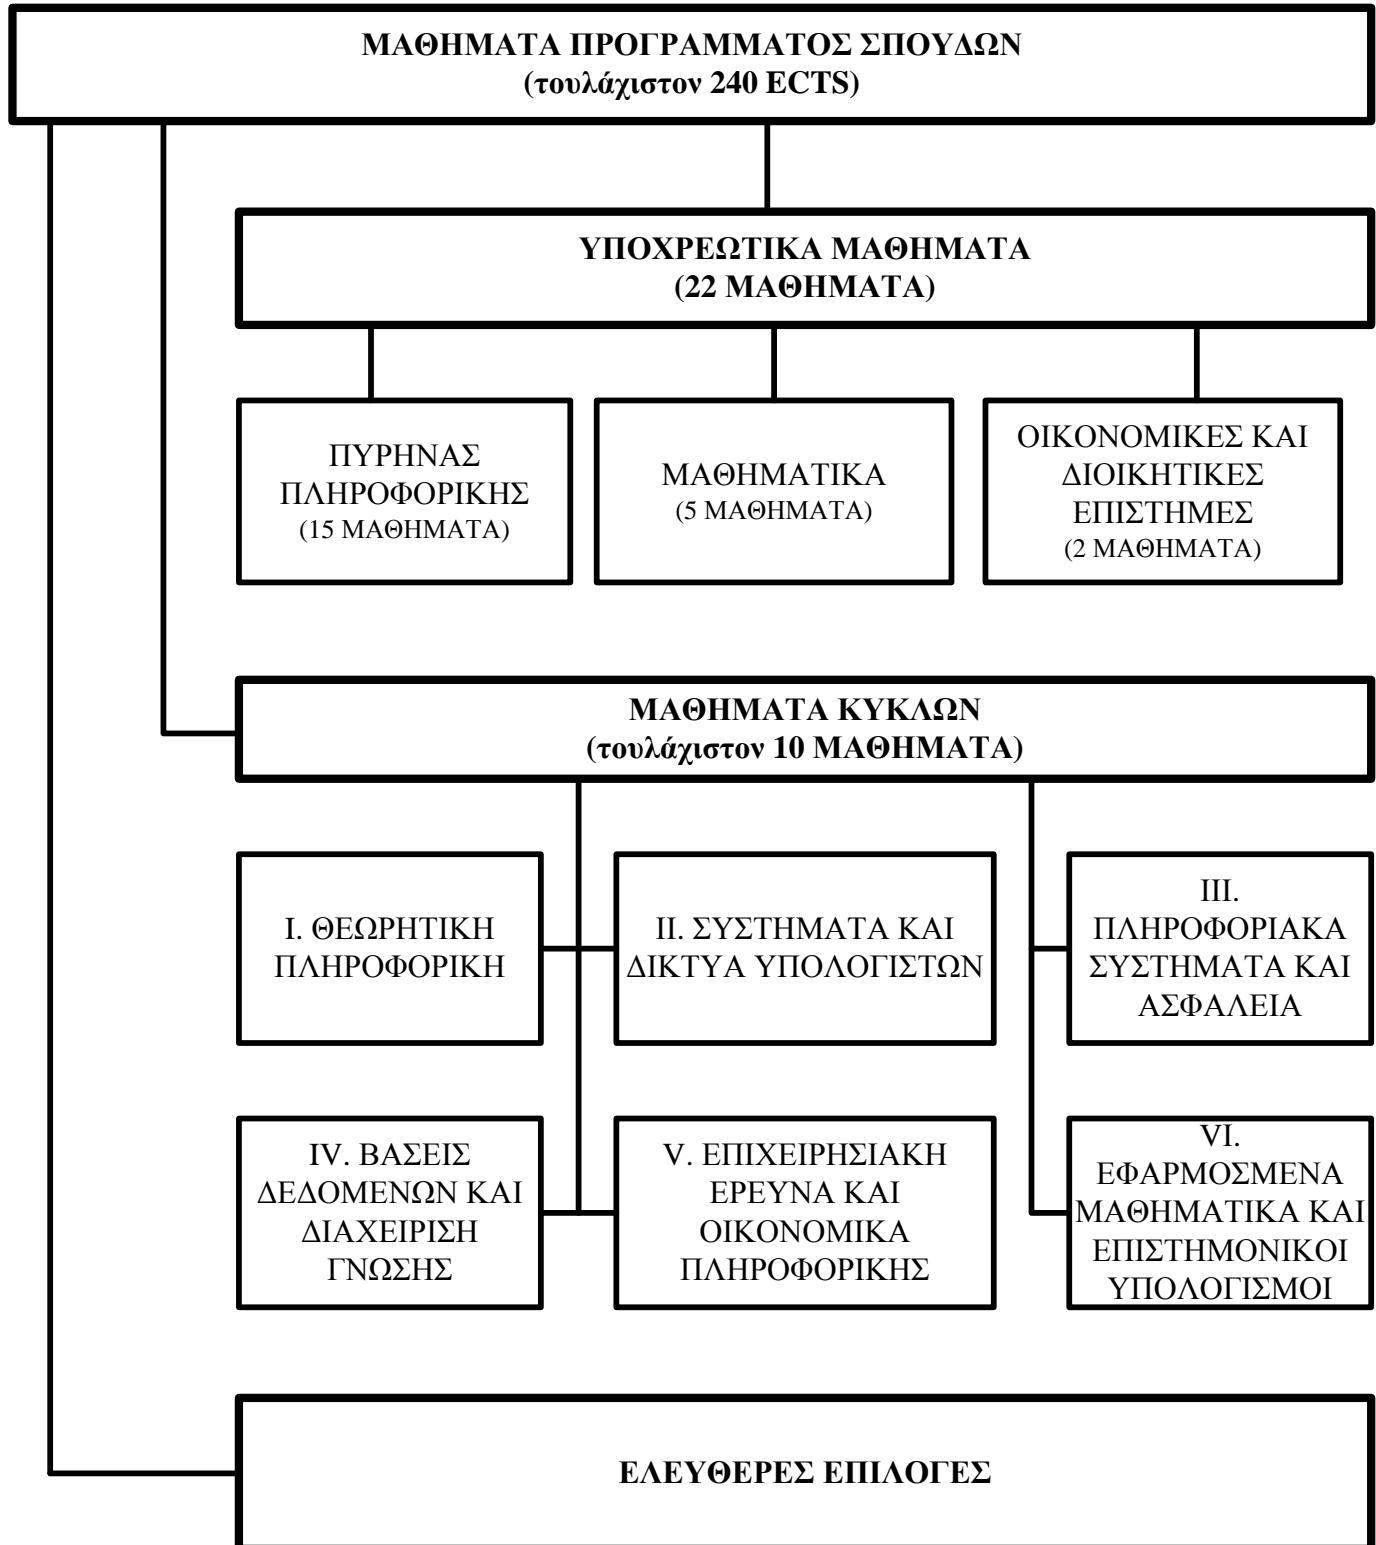 ΜΑΘΗΜΑΤΑ ΠΡΟΓΡΑΜΜΑΤΟΣ ΣΠΟΥΔΩΝ
(τουλάχιστον 240 ECTS)
ΥΠΟΧΡΕΩΤΙΚΑ ΜΑΘΗΜΑΤΑ
(22 ΜΑΘΗΜΑΤΑ)
ΠΥΡΗΝΑΣ
ΠΛΗΡΟΦΟΡΙΚΗΣ
(15 ΜΑΘΗΜΑΤΑ)
ΜΑΘΗΜΑΤΙΚΑ
(5 ΜΑΘΗΜΑΤΑ)
ΟΙΚΟΝΟΜΙΚΕΣ ΚΑΙ
ΔΙΟΙΚΗΤΙΚΕΣ
ΕΠΙΣΤΗΜΕΣ
(2 ΜΑΘΗΜΑΤΑ)
ΜΑΘΗΜΑΤΑ ΚΥΚΛΩΝ
(τουλάχιστον 10 ΜΑΘΗΜΑΤΑ)
I. ΘΕΩΡΗΤΙΚΗ
ΠΛΗΡΟΦΟΡΙΚΗ
II. ΣΥΣΤΗΜΑΤΑ ΚΑΙ
ΔΙΚΤΥΑ ΥΠΟΛΟΓΙΣΤΩΝ
III.
ΠΛΗΡΟΦΟΡΙΑΚΑ
ΣΥΣΤΗΜΑΤΑ ΚΑΙ
ΑΣΦΑΛΕΙΑ
IV. ΒΑΣΕΙΣ
ΔΕΔΟΜΕΝΩΝ ΚΑΙ
ΔΙΑΧΕΙΡΙΣΗ
ΓΝΩΣΗΣ
V. ΕΠΙΧΕΙΡΗΣΙΑΚΗ
ΕΡΕΥΝΑ ΚΑΙ
ΟΙΚΟΝΟΜΙΚΑ
ΠΛΗΡΟΦΟΡΙΚΗΣ
VI.
ΕΦΑΡΜΟΣΜΕΝΑ
ΜΑΘΗΜΑΤΙΚΑ ΚΑΙ
ΕΠΙΣΤΗΜΟΝΙΚΟΙ
ΥΠΟΛΟΓΙΣΜΟΙ
ΕΛΕΥΘΕΡΕΣ ΕΠΙΛΟΓΕΣ